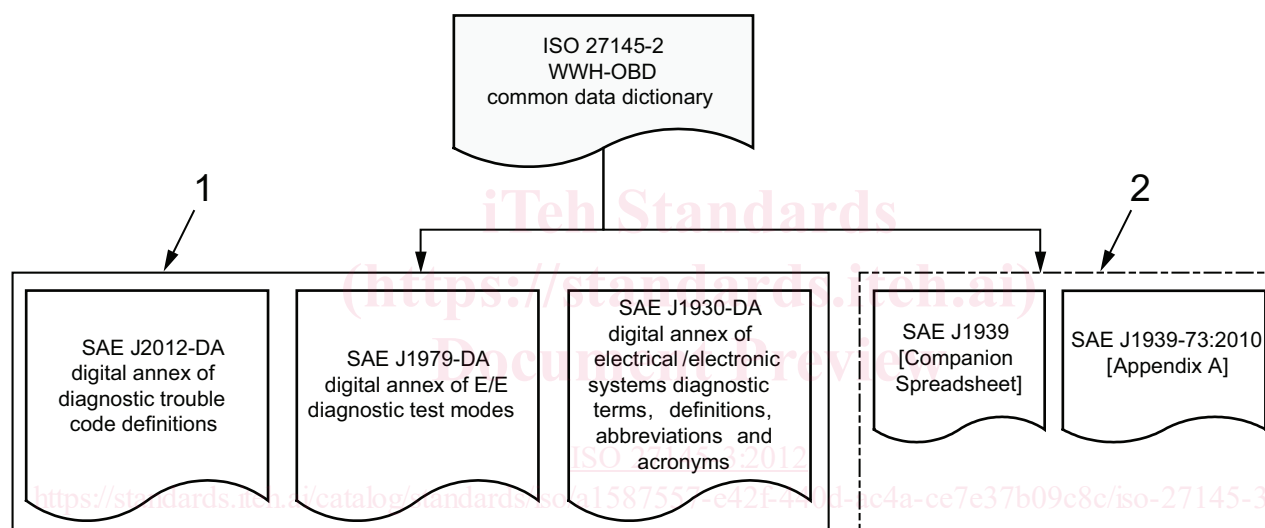 ISO 27145-2
WWH-OBD
common data dictionary
1
2
iTeh Standards
(https://standards.iteh.ai)
Document Preview
SAE J2012-DA
digital annex of
diagnostic trouble
code definitions
SAE J1979-DA
digital annex of E/E
diagnostic test modes
SAE J1930-DA
digital annex of
electrical/electronic
systems diagnostic
terms, definitions,
abbreviations and
acronyms
SAE J1939
[Companion
Spreadsheet]
SAE J1939-73:2010
[Appendix A]
ISO 27145-3:2012
https://standards.iteh.ai/catalog/standards/iso/a1587557-e42f-440d-ac4a-ce7e37b09c8c/iso-27145-3